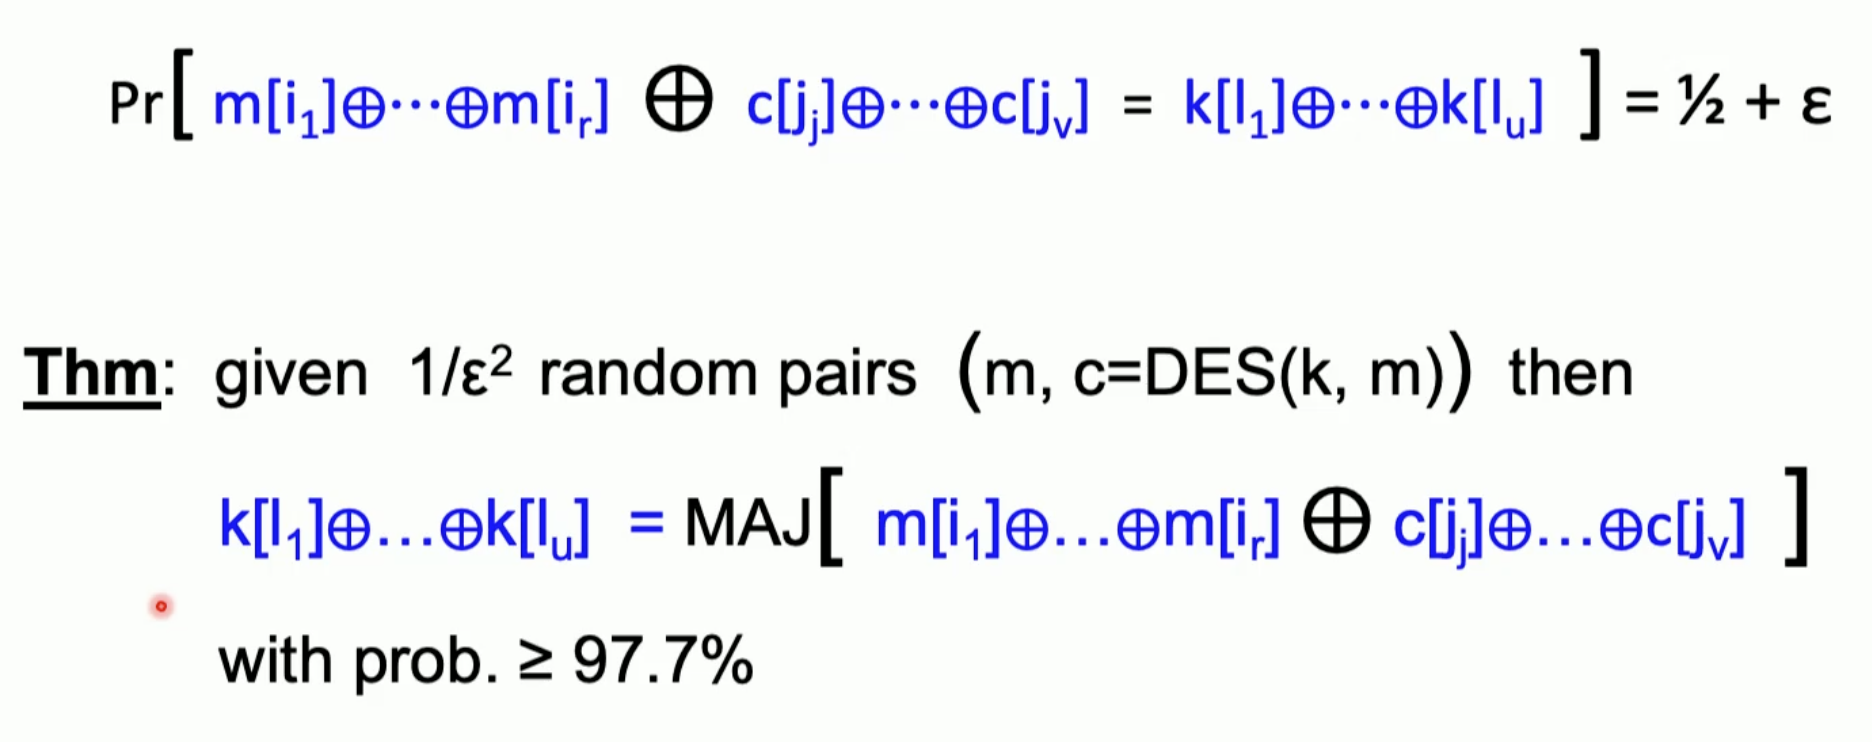 Pr[ m[i₁]⊕⋯⊕m[iᵣ] ⊕ c[jⱼ]⊕⋯⊕c[jᵥ] = k[l₁]⊕⋯⊕k[lᵤ] ] = ½ + ε
Thm: given 1/ε² random pairs (m, c=DES(k, m)) then
k[l₁]⊕...⊕k[lᵤ] = MAJ[ m[i₁]⊕...⊕m[iᵣ] ⊕ c[jⱼ]⊕...⊕c[jᵥ] ]
with prob. ≥ 97.7%